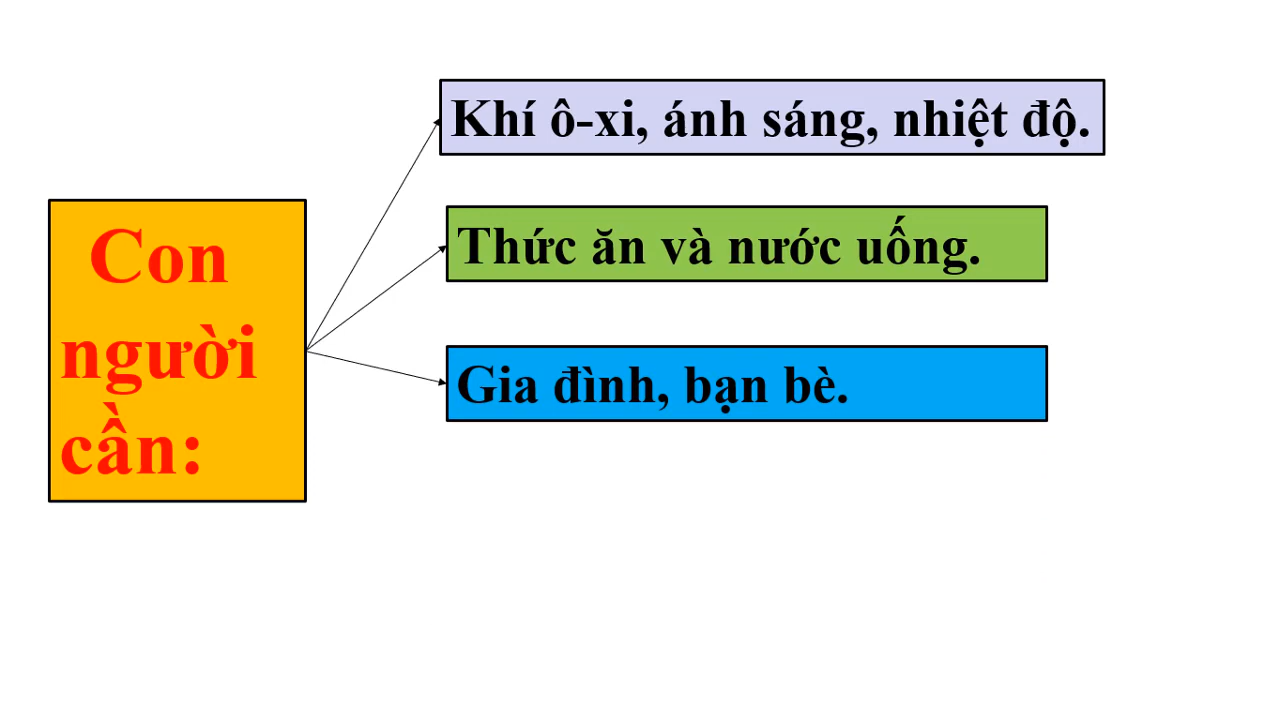 Con
người
cần:
Khí ô-xi, ánh sáng, nhiệt độ.
Thức ăn và nước uống.
Gia đình, bạn bè.